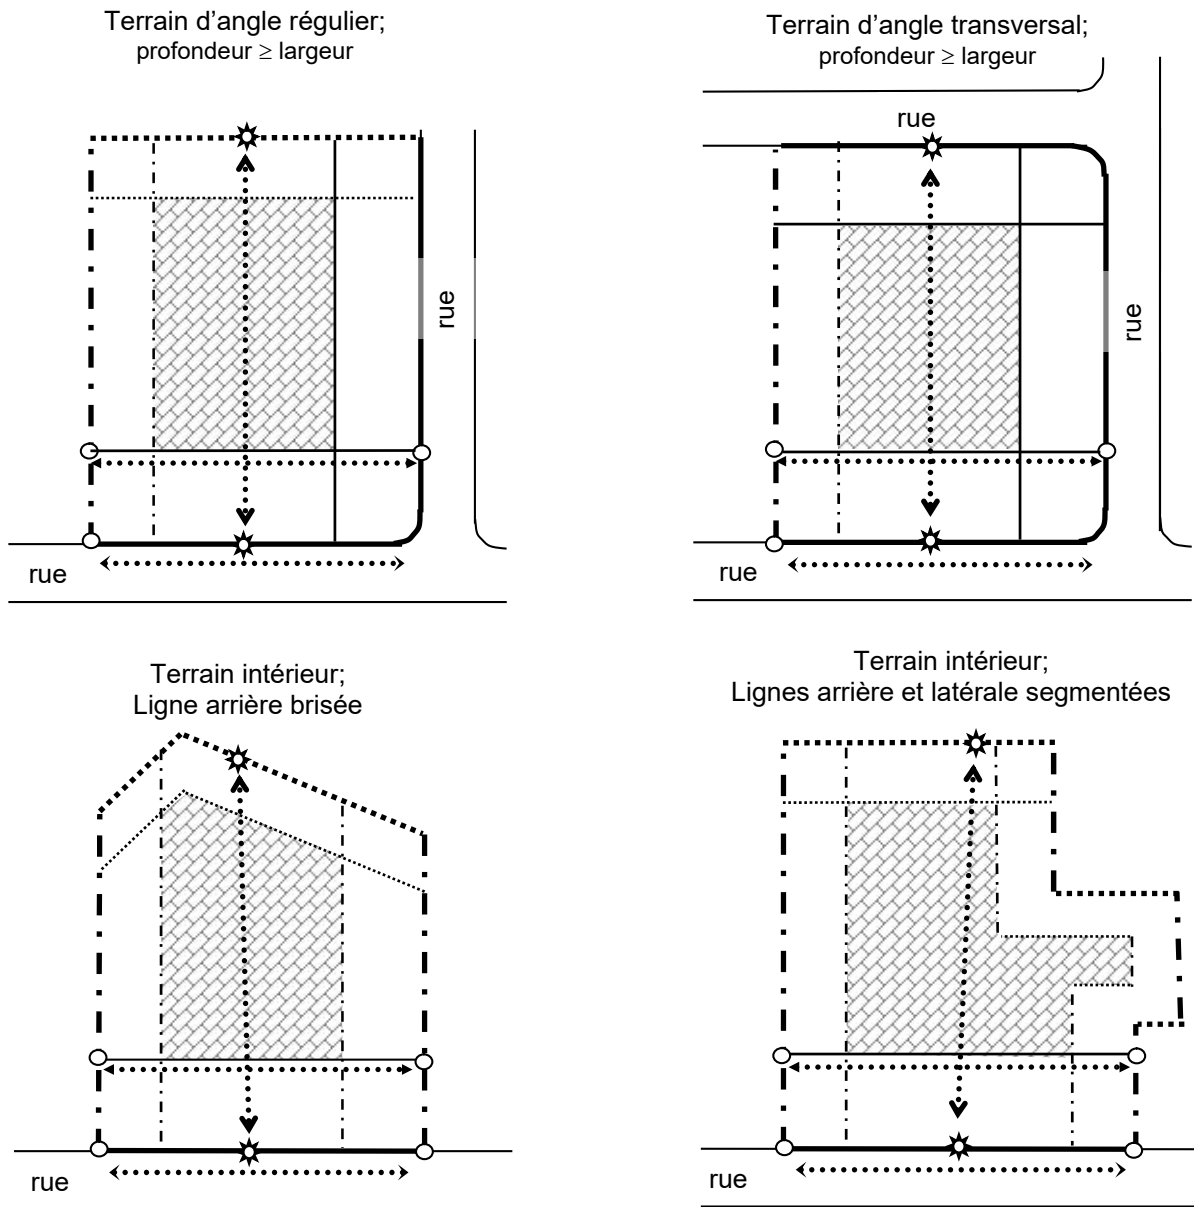 Terrain d’angle régulier;
profondeur ≥ largeur
rue
rue
Terrain d’angle transversal;
profondeur ≥ largeur
rue
rue
rue
Terrain intérieur;
Ligne arrière brisée
rue
Terrain intérieur;
Lignes arrière et latérale segmentées
rue